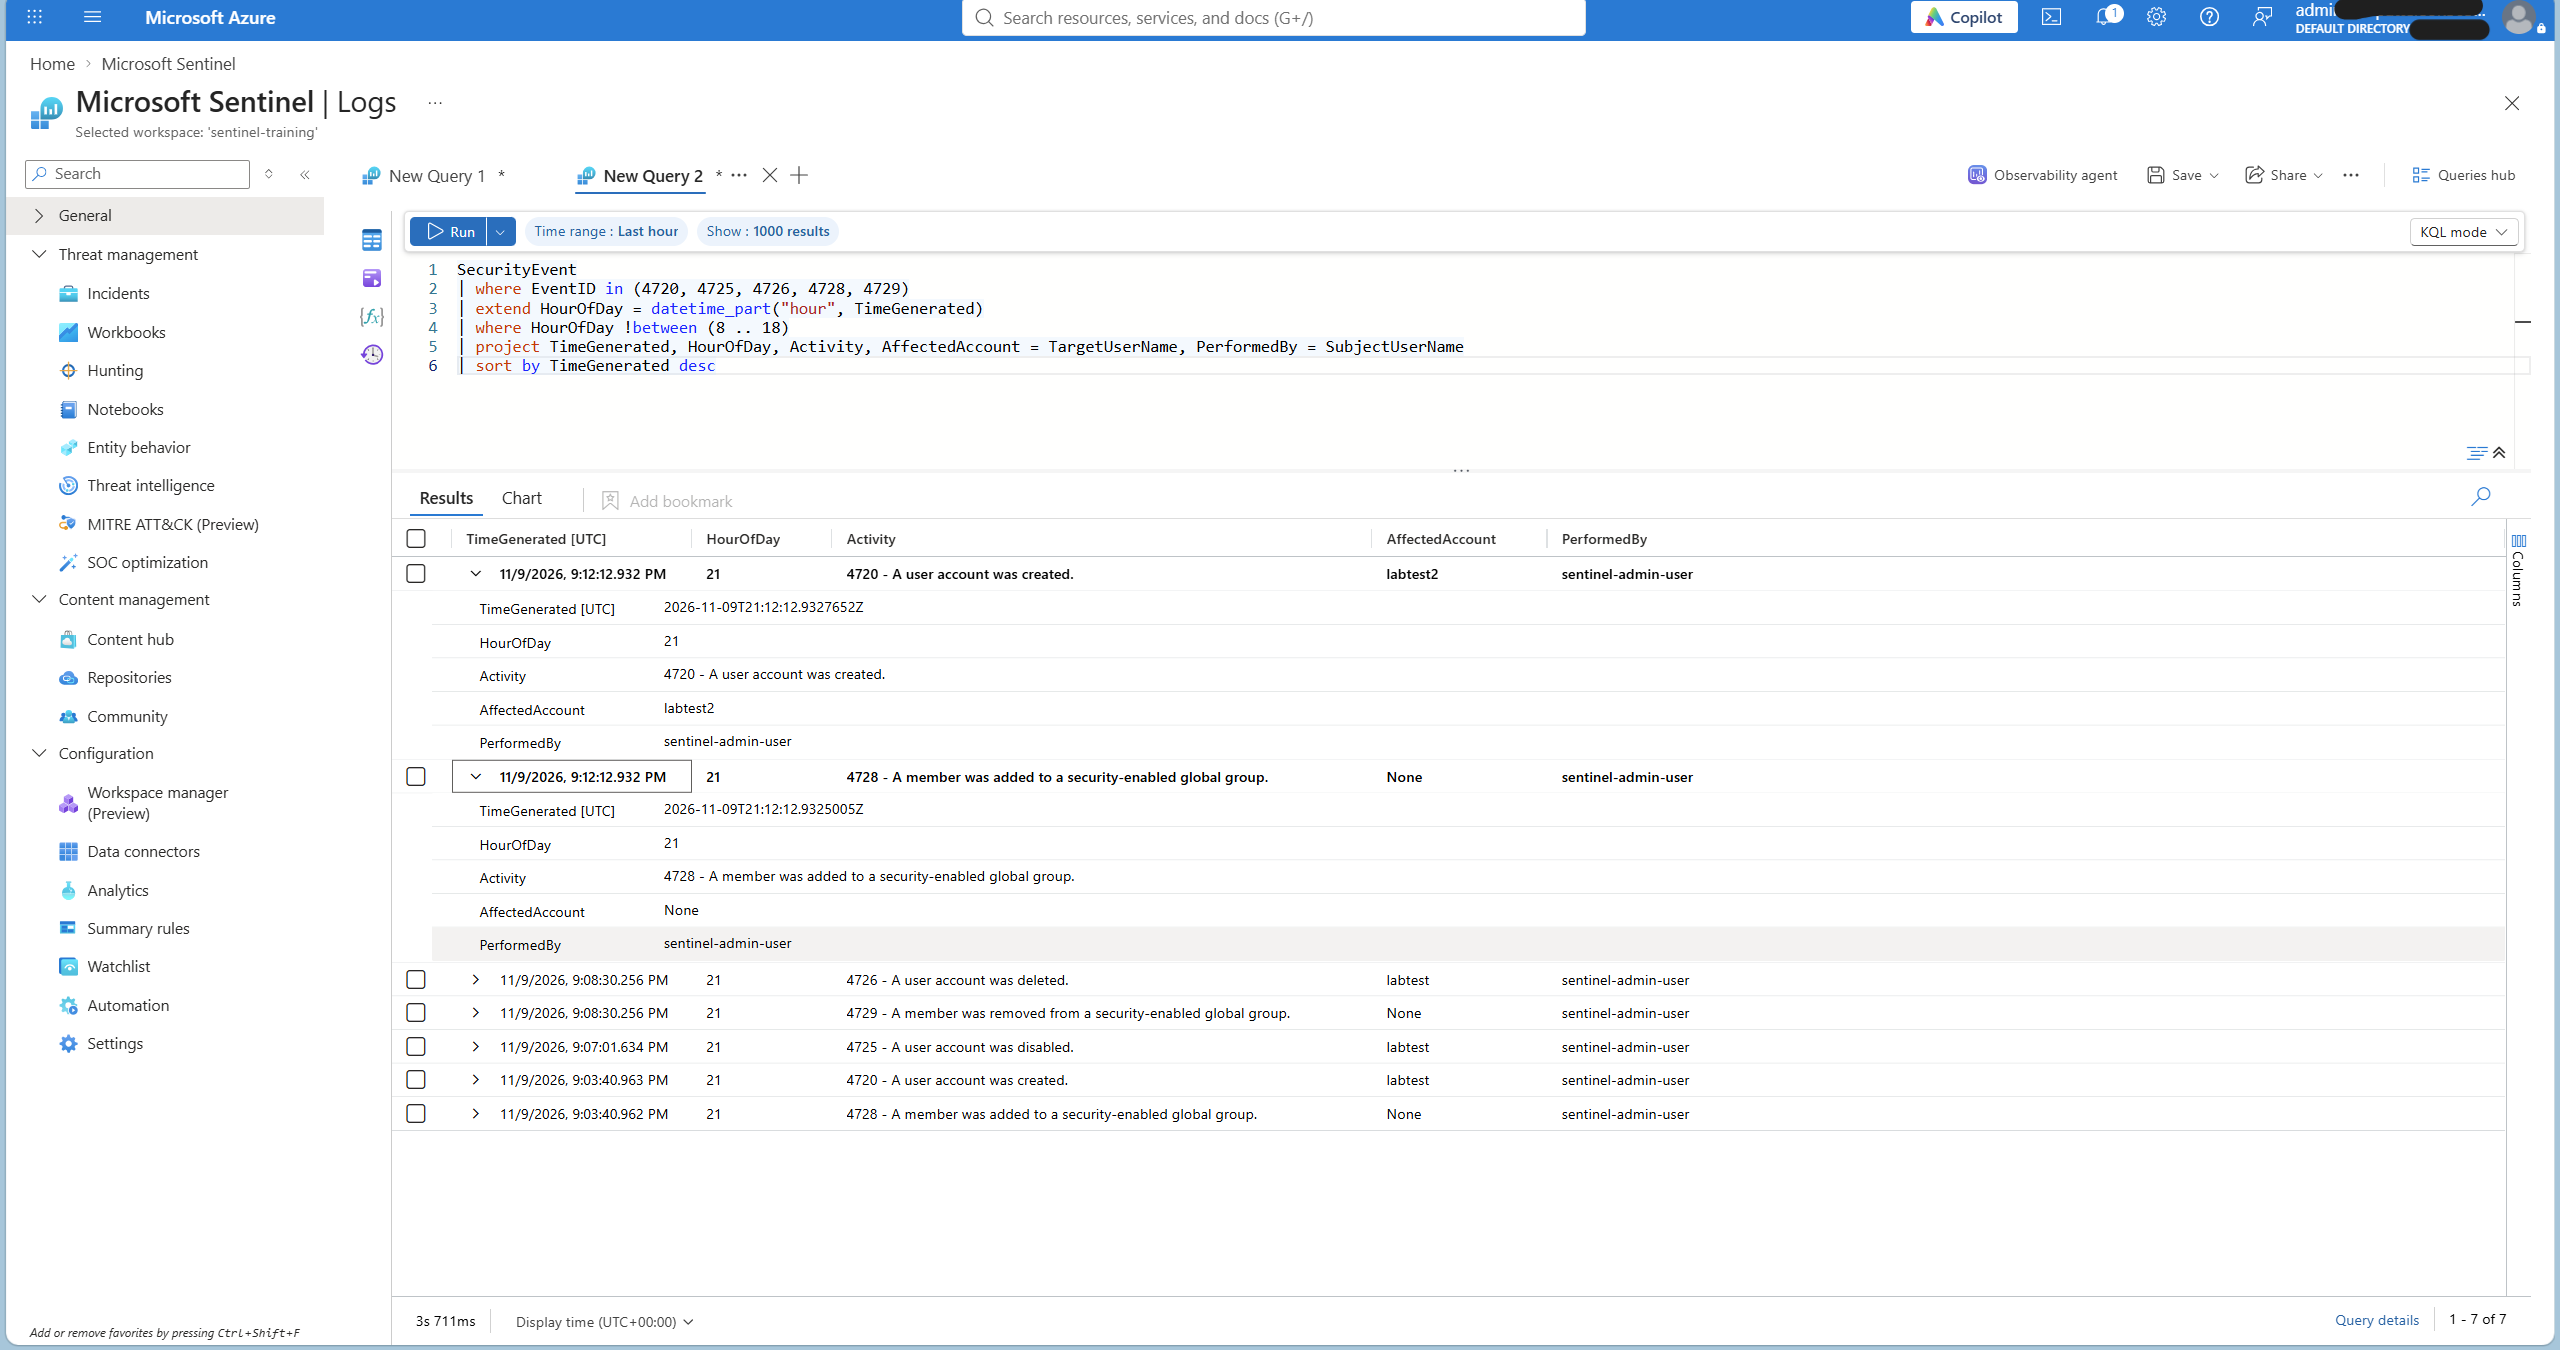 Microsoft Azure
Search resources, services, and docs (G+/)
Copilot
1
DEFAULT DIRECTORY
Home > Microsoft Sentinel
Microsoft Sentinel | Logs ...
Selected workspace: 'sentinel-training'
Search
General
Threat management
Incidents
Workbooks
Hunting
Notebooks
Entity behavior
Threat intelligence
MITRE ATT&CK (Preview)
SOC optimization
Content management
Content hub
Repositories
Community
Configuration
Workspace manager
(Preview)
Data connectors
Analytics
Summary rules
Watchlist
Automation
Settings
Add or remove favorites by pressing Ctrl+Shift+F
New Query 1 *
New Query 2 * ...
Observability agent
Save
Share
...
Queries hub
Run
Time range : Last hour
Show : 1000 results
KQL mode
1 SecurityEvent
2 | where EventID in (4720, 4725, 4726, 4728, 4729)
3 | extend HourOfDay = datetime_part("hour", TimeGenerated)
4 | where HourOfDay !between (8 .. 18)
5 | project TimeGenerated, HourOfDay, Activity, AffectedAccount = TargetUserName, PerformedBy = SubjectUserName
6 | sort by TimeGenerated desc
Results Chart Add bookmark
TimeGenerated [UTC] HourOfDay Activity AffectedAccount PerformedBy
11/9/2026, 9:12:12.932 PM 21 4720 - A user account was created. labtest2 sentinel-admin-user
TimeGenerated [UTC] 2026-11-09T21:12:12.9327652Z
HourOfDay 21
Activity 4720 - A user account was created.
AffectedAccount labtest2
PerformedBy sentinel-admin-user
11/9/2026, 9:12:12.932 PM 21 4728 - A member was added to a security-enabled global group. None sentinel-admin-user
TimeGenerated [UTC] 2026-11-09T21:12:12.9325005Z
HourOfDay 21
Activity 4728 - A member was added to a security-enabled global group.
AffectedAccount None
PerformedBy sentinel-admin-user
11/9/2026, 9:08:30.256 PM 21 4726 - A user account was deleted. labtest sentinel-admin-user
11/9/2026, 9:08:30.256 PM 21 4729 - A member was removed from a security-enabled global group. None sentinel-admin-user
11/9/2026, 9:07:01.634 PM 21 4725 - A user account was disabled. labtest sentinel-admin-user
11/9/2026, 9:03:40.963 PM 21 4720 - A user account was created. labtest sentinel-admin-user
11/9/2026, 9:03:40.962 PM 21 4728 - A member was added to a security-enabled global group. None sentinel-admin-user
Columns
3s 711ms
Display time (UTC+00:00)
Query details
1 - 7 of 7